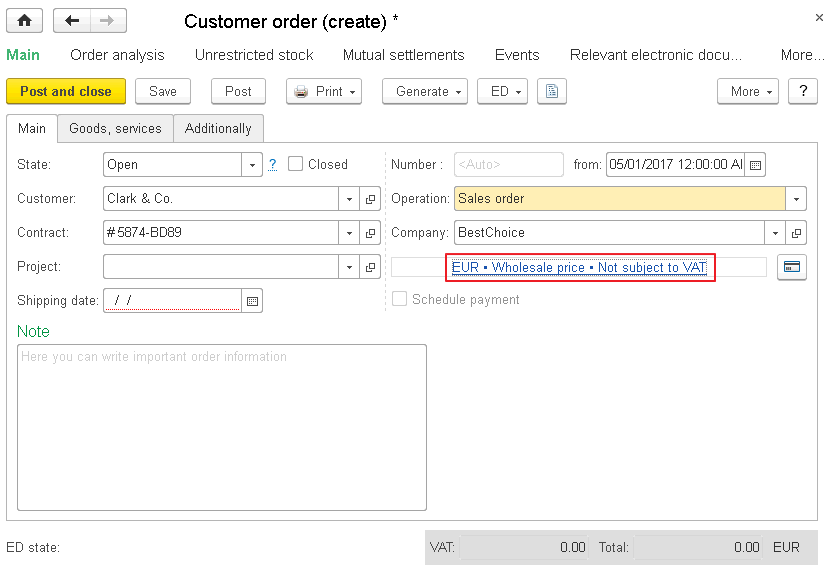 Customer order (create) *
Main Order analysis Unrestricted stock Mutual settlements Events Relevant electronic docu... More...
Post and close Save Post Print Generate ED More ?
Main Goods, services Additionally
State: Open ? Closed Number : <Auto> from: 05/01/2017 12:00:00 Al
Customer: Clark & Co. Operation: Sales order
Contract: #5874-BD89 Company: BestChoice
Project: EUR • Wholesale price • Not subject to VAT
Shipping date: / / Schedule payment
Note
Here you can write important order information
ED state: VAT: 0.00 Total: 0.00 EUR